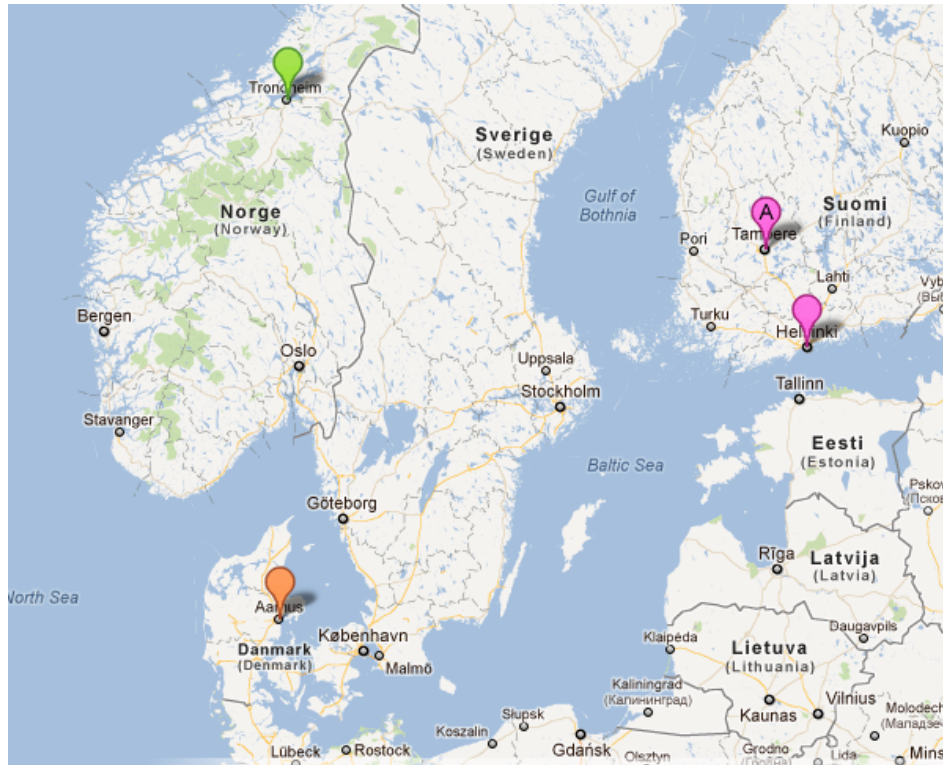 Trondheim
Sverige
(Sweden)
Kuopio
Norge
(Norway)
Gulf of
Bothnia
A
Suomi
(Finland)
Tampere
Pori
Lahti
Bergen
Turku
Helsinki
Oslo
Uppsala
Stockholm
Tallinn
Stavanger
Eesti
(Estonia)
Baltic Sea
Göteborg
Rīga
Latvija
(Latvia)
North Sea
Aarhus
København
Danmark
(Denmark)
Malmö
Daugavpils
Klaipėda
Lietuva
(Lithuania)
Kaliningrad
(Калининград)
Vilnius
Kaunas
Słupsk
Koszalin
Gdańsk
Lübeck
Rostock
Olsztyn
Grodno
Lida